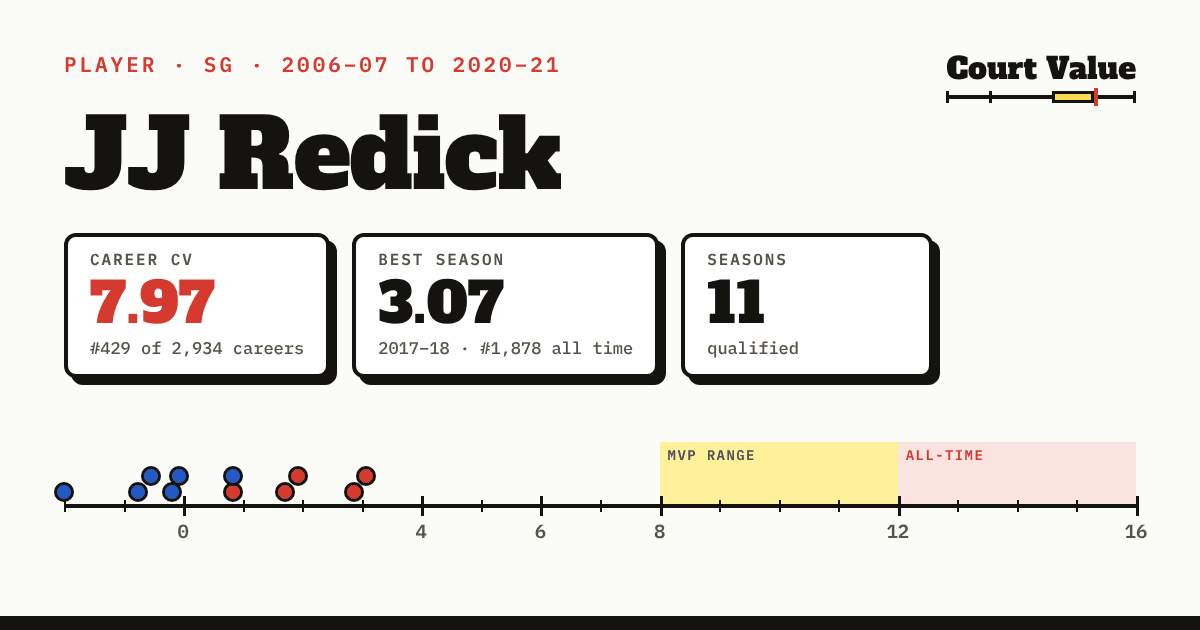 PLAYER · SG · 2006–07 TO 2020–21
Court Value
JJ Redick
CAREER CV
7.97
#429 of 2,934 careers
BEST SEASON
3.07
2017–18 · #1,878 all time
SEASONS
11
qualified
MVP RANGE
ALL-TIME
0 4 6 8 12 16